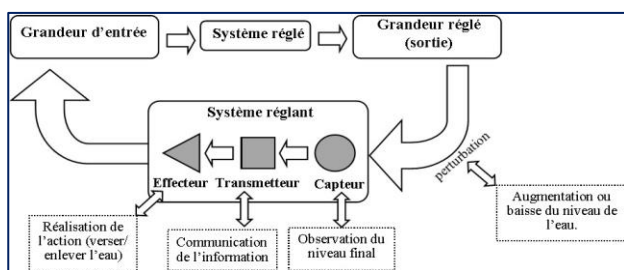 Grandeur d'entrée
Système réglé
Grandeur réglé
(sortie)
Système réglant
Effecteur
Transmetteur
Capteur
perturbation
Réalisation de
l'action (verser/
enlever l'eau)
Communication
de l'information
Observation du
niveau final
Augmentation ou
baisse du niveau de
l'eau.